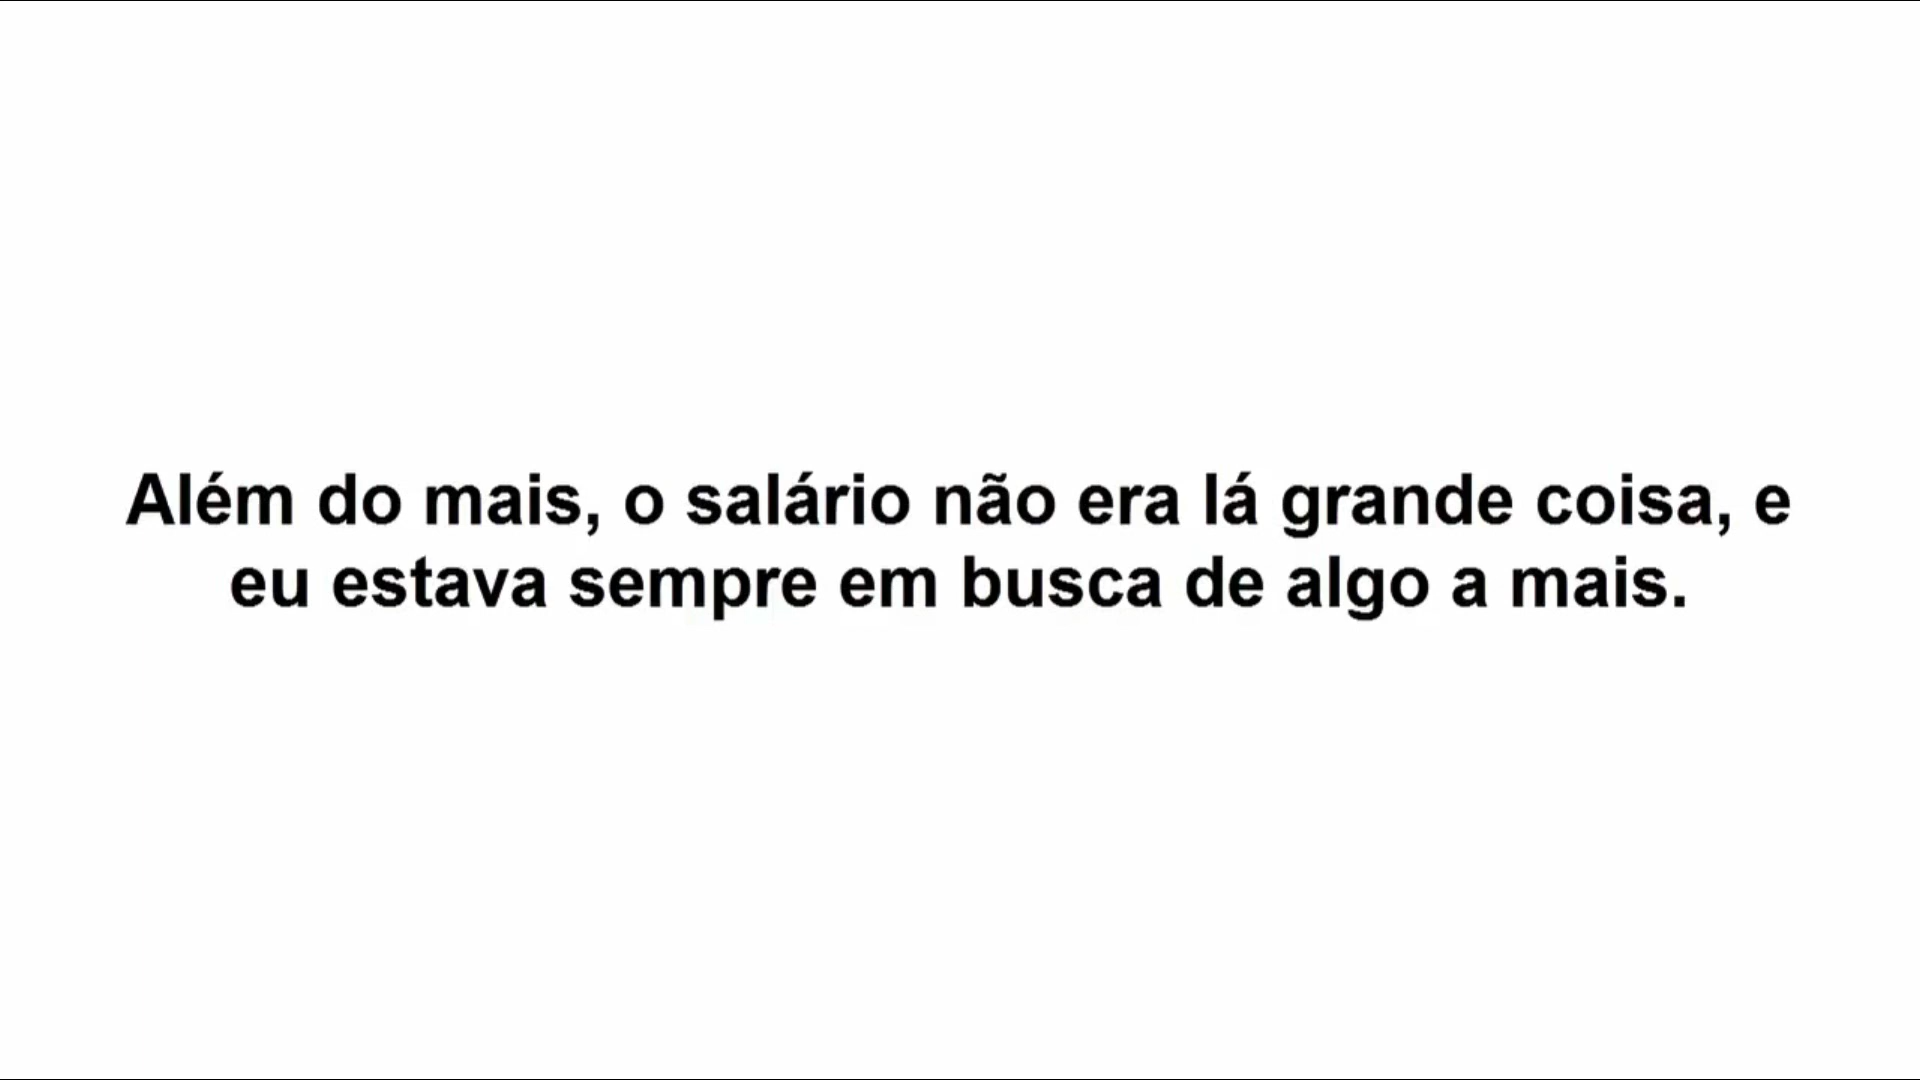 Além do mais, o salário não era lá grande coisa, e
eu estava sempre em busca de algo a mais.